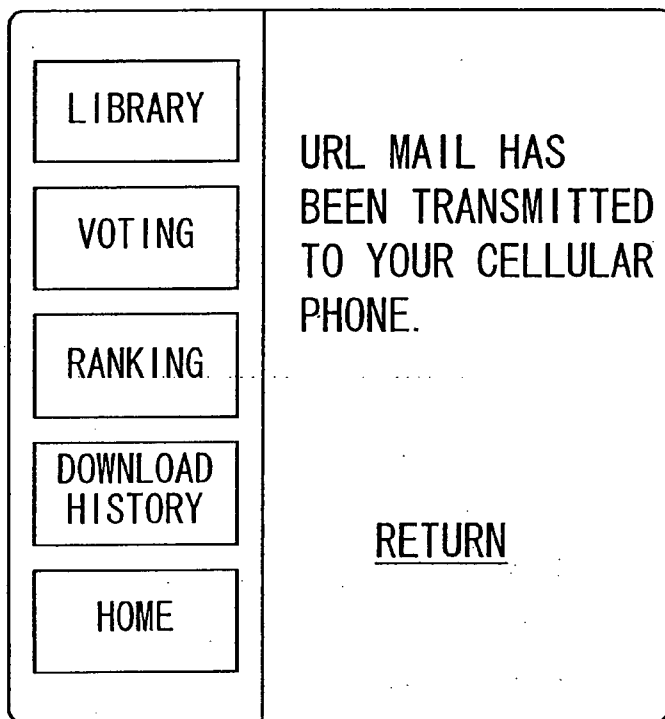 LIBRARY
VOTING
RANKING
DOWNLOAD
HISTORY
HOME
URL MAIL HAS
BEEN TRANSMITTED
TO YOUR CELLULAR
PHONE.
RETURN